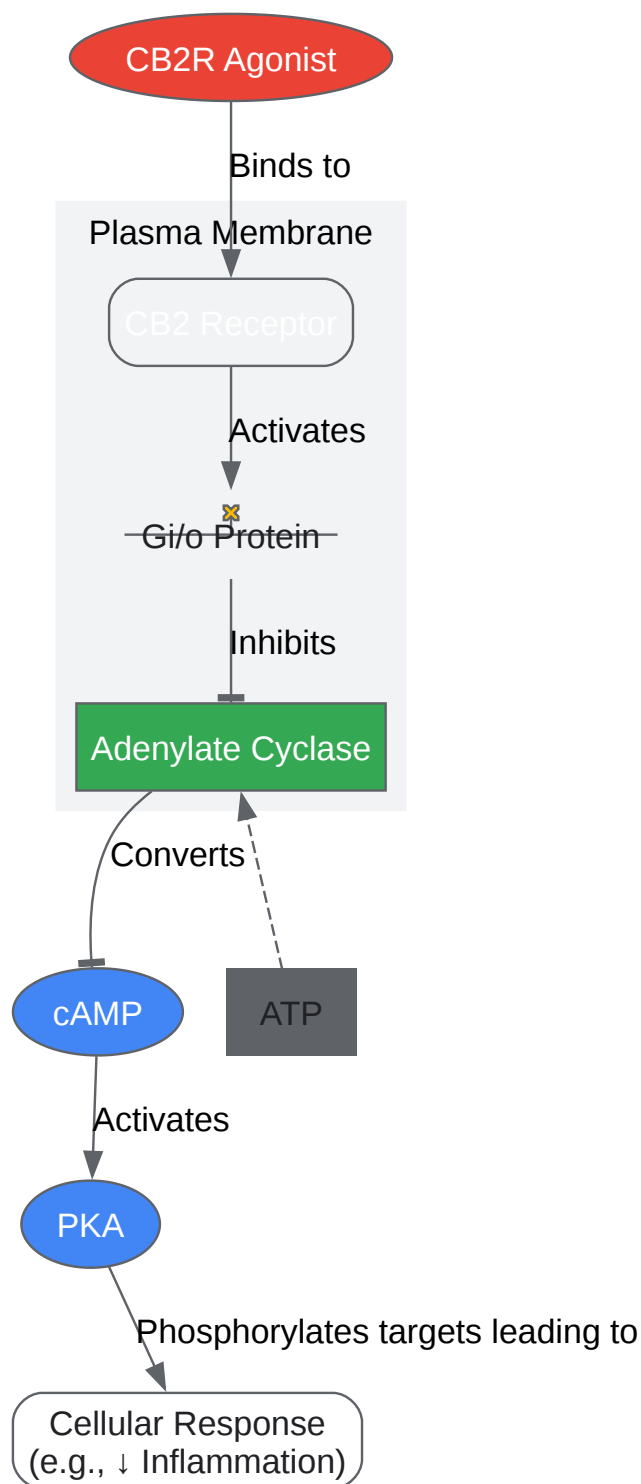 CB2R Agonist
Binds to
Plasma Membrane
CB2 Receptor
Activates
Gi/o Protein
Inhibits
Adenylate Cyclase
Converts
cAMP
ATP
Activates
PKA
Phosphorylates targets leading to
Cellular Response
(e.g., ↓ Inflammation)